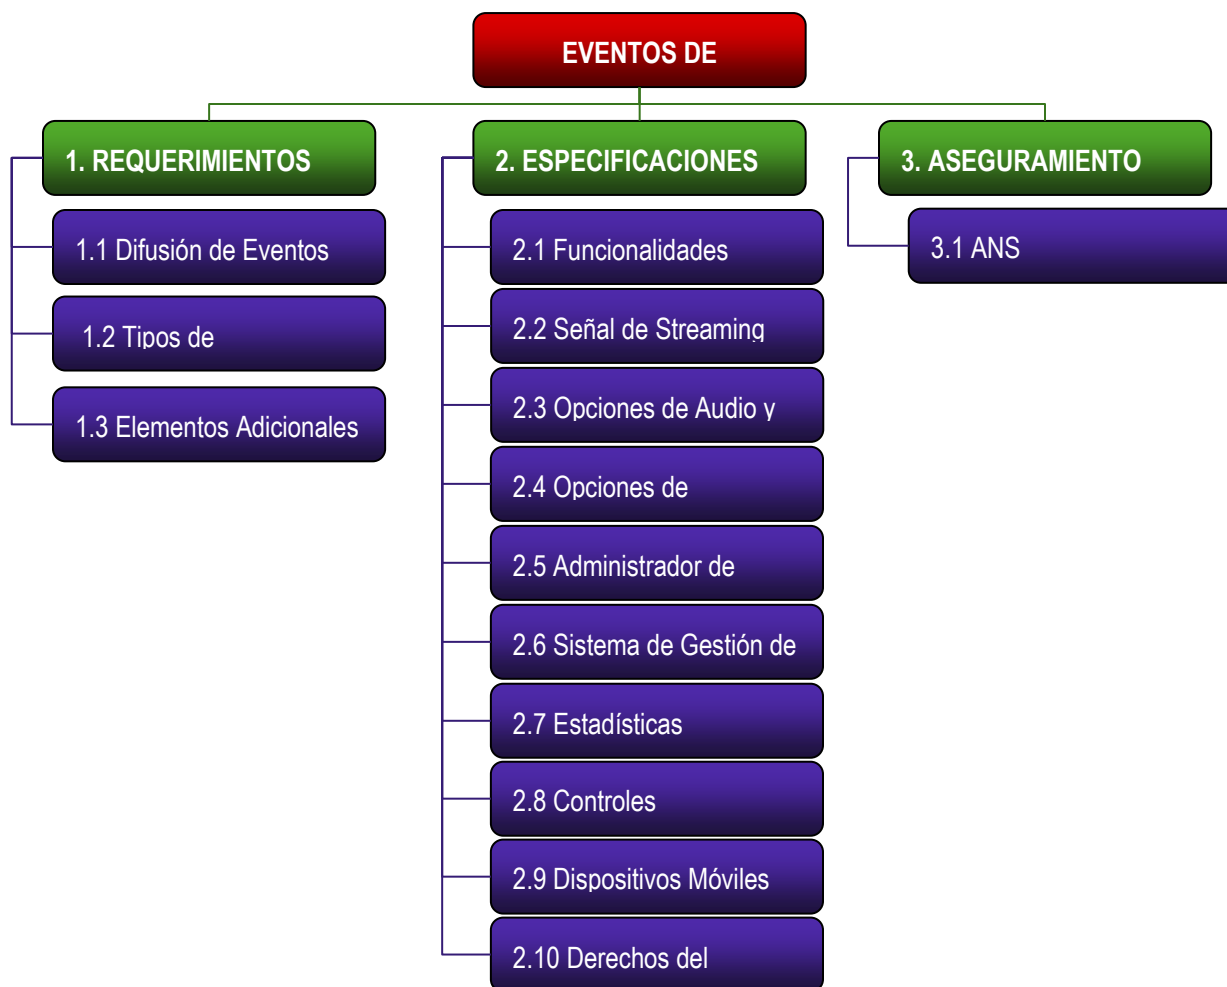 EVENTOS DE
1. REQUERIMIENTOS
1.1 Difusión de Eventos
1.2 Tipos de
1.3 Elementos Adicionales
2. ESPECIFICACIONES
2.1 Funcionalidades
2.2 Señal de Streaming
2.3 Opciones de Audio y
2.4 Opciones de
2.5 Administrador de
2.6 Sistema de Gestión de
2.7 Estadísticas
2.8 Controles
2.9 Dispositivos Móviles
2.10 Derechos del
3. ASEGURAMIENTO
3.1 ANS